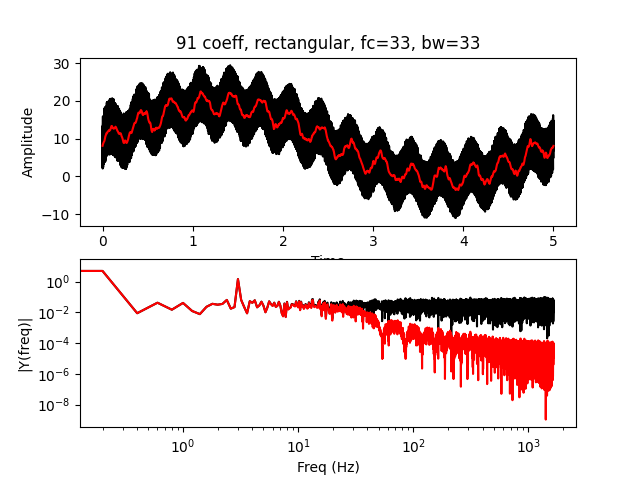 91 coeff, rectangular, fc=33, bw=33
30
20
10
0
−10
Amplitude
0 1 2 3 4 5
10⁰
10⁻²
10⁻⁴
10⁻⁶
10⁻⁸
|Y(freq)|
10⁰ 10¹ 10² 10³
Freq (Hz)